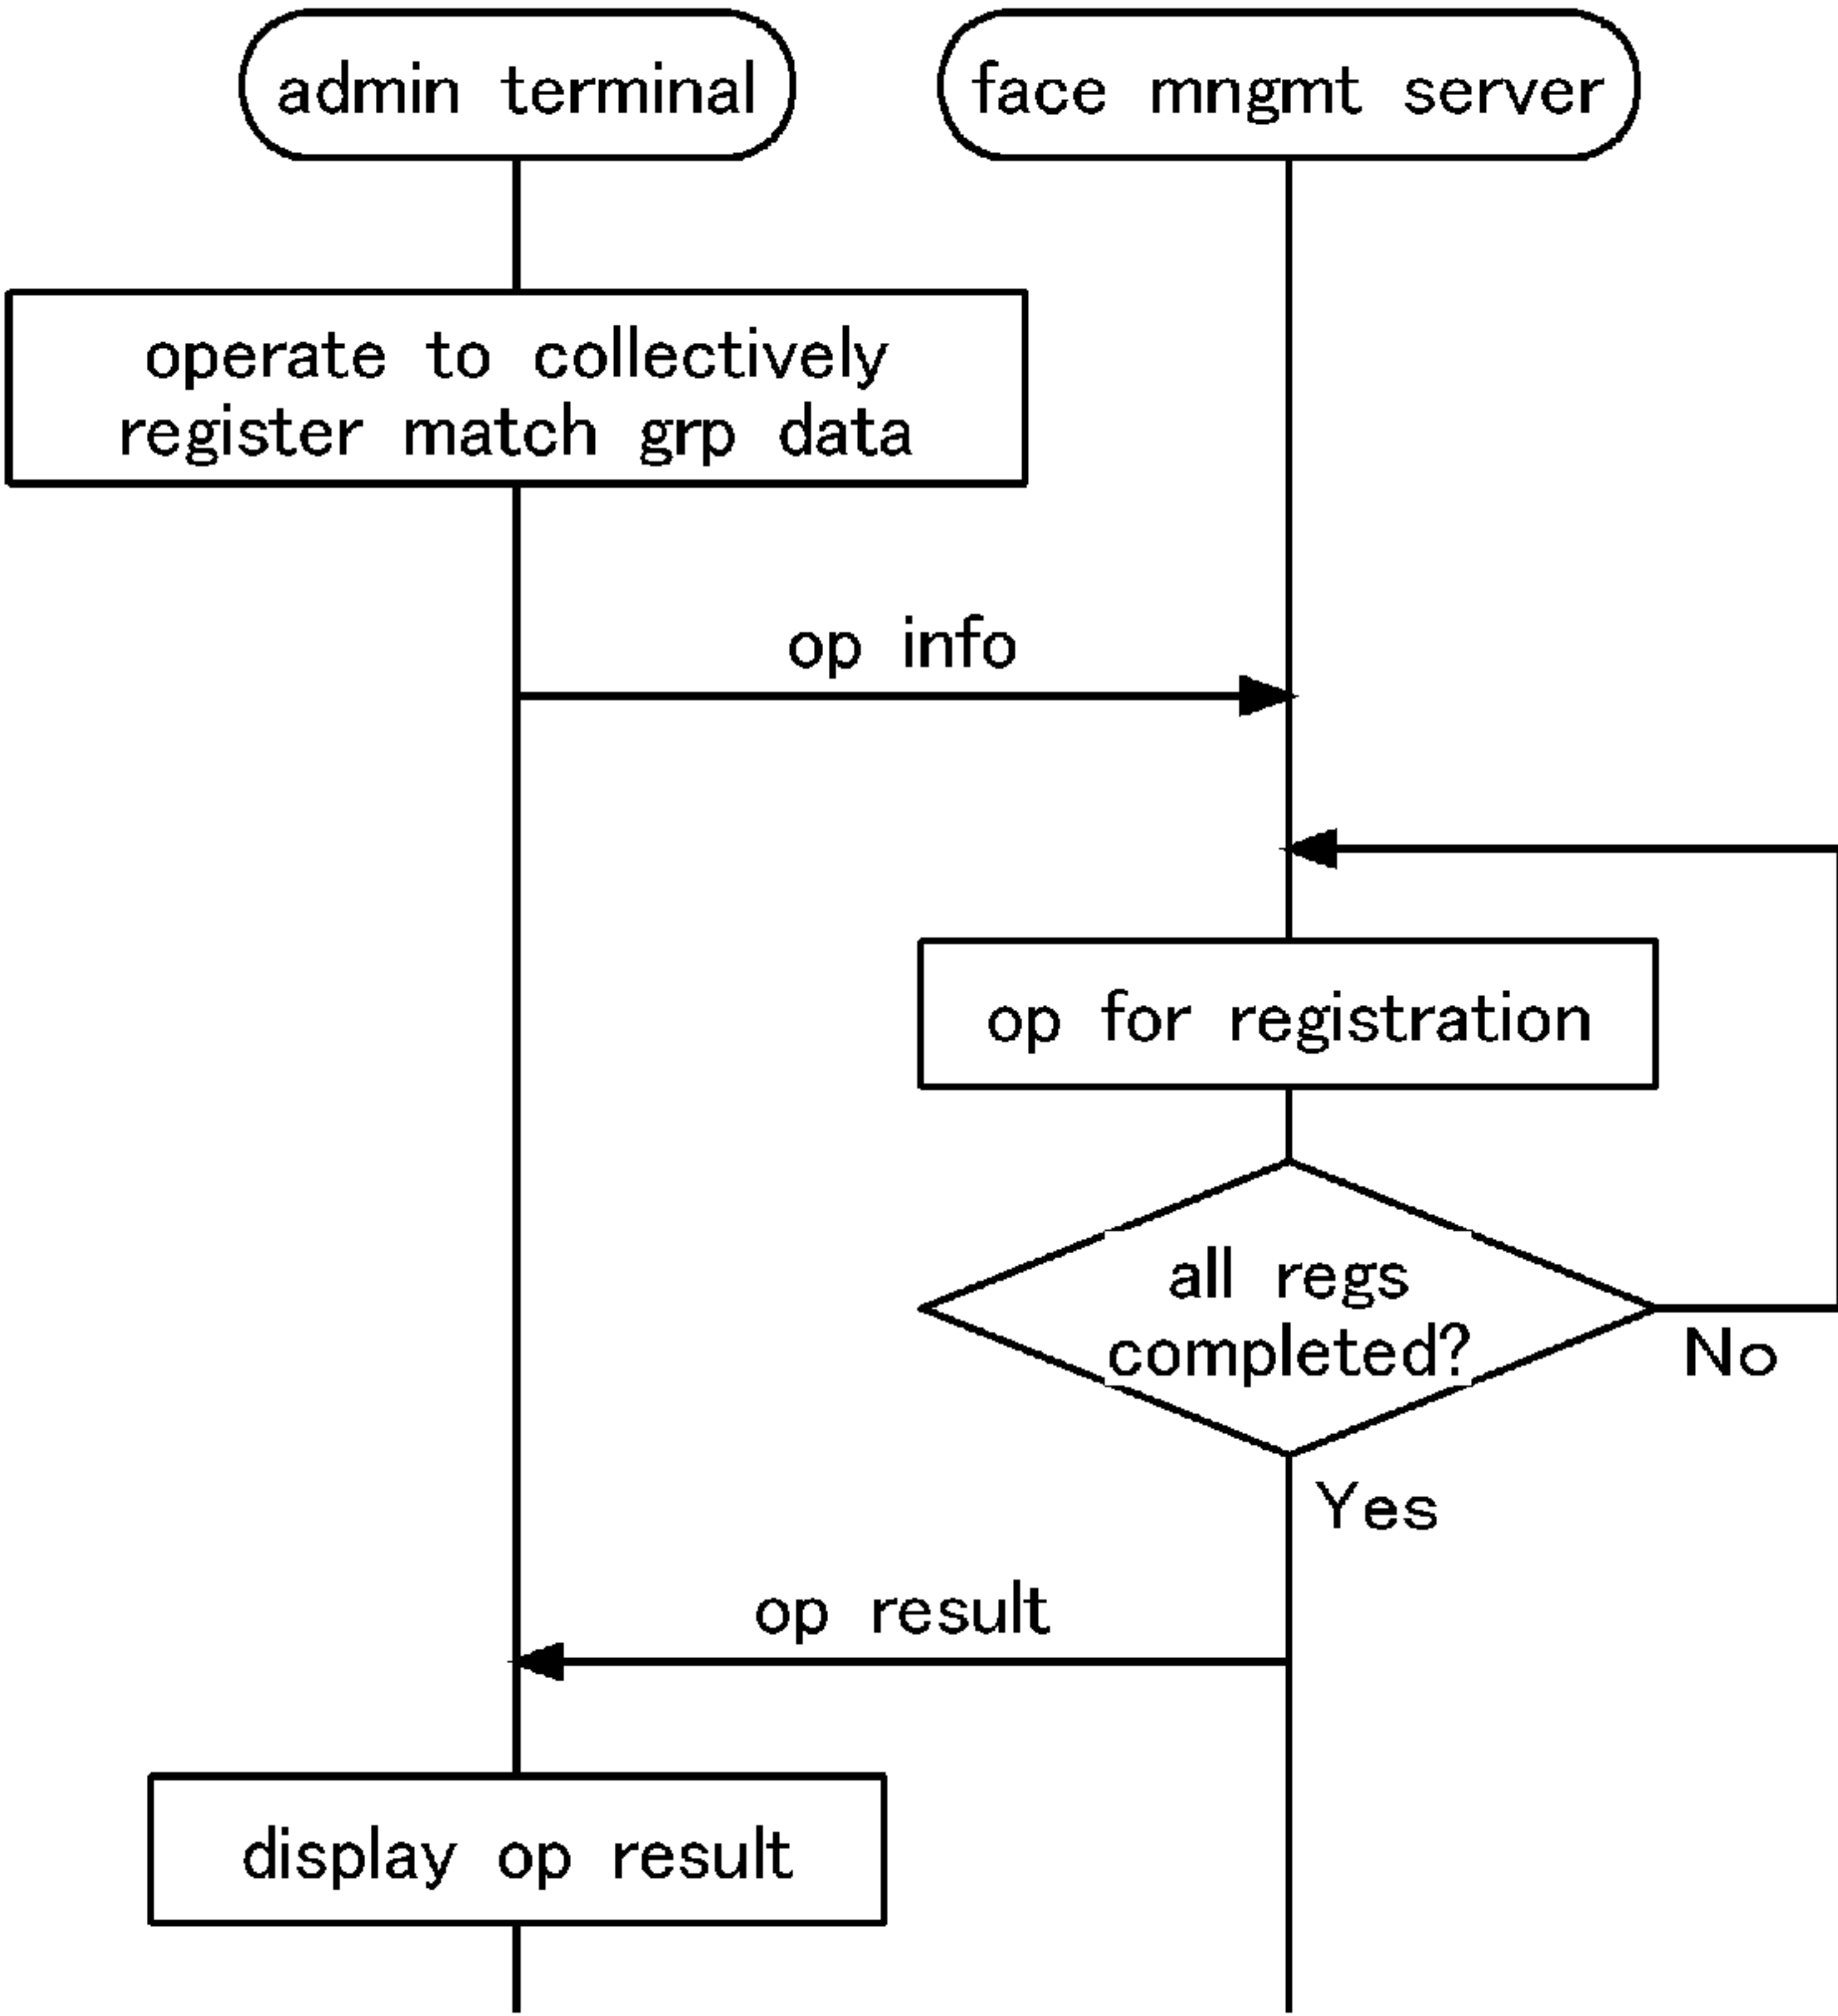 admin terminal
face mngmt server
operate to collectively
register match grp data
op info
op for registration
all regs
completed?
No
Yes
op result
display op result